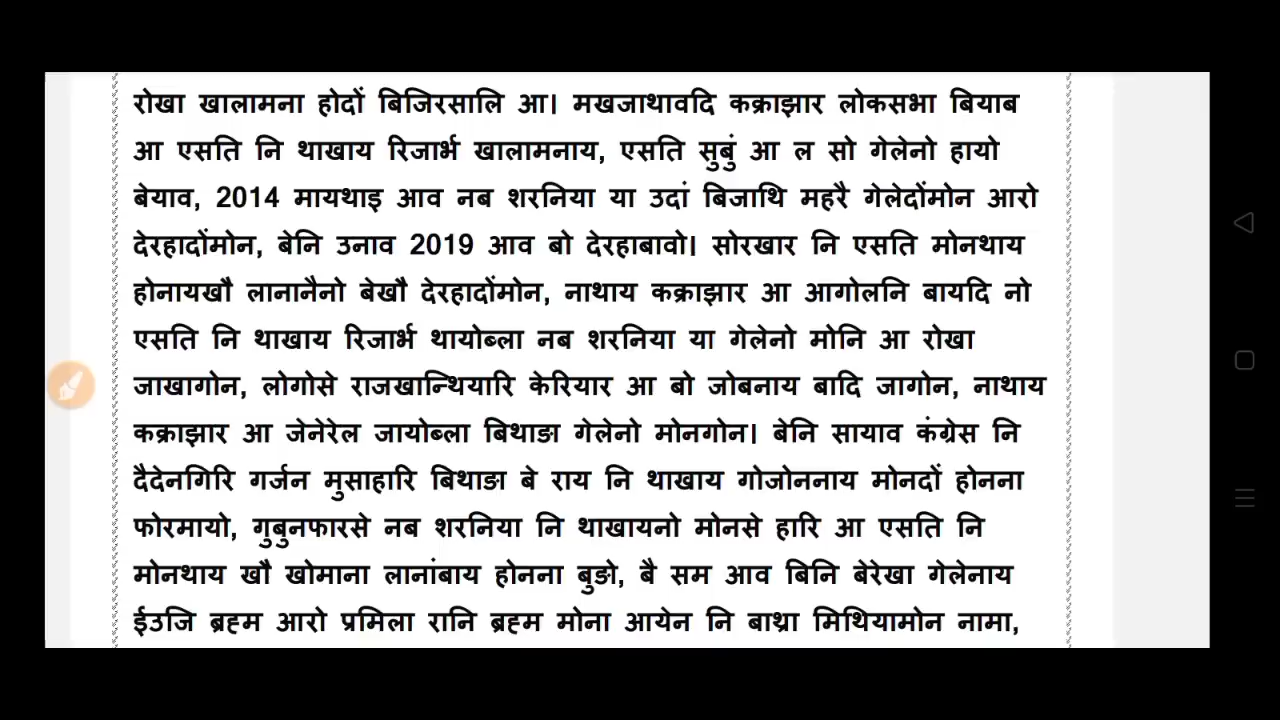 रोखा खालामना होदों बिजिरसालि आ। मखजाथावदि कक्राझार लोकसभा बियाब
आ एसति नि थाखाय रिजार्भ खालामनाय, एसति सुबुं आ ल सो गेलेनो हायो
बेयाव, 2014 मायथाइ आव नब शरनिया या उदां बिजाथि महरै गेलेदोंमोन आरो
देरहादोंमोन, बेनि उनाव 2019 आव बो देरहाबावो। सोरखार नि एसति मोनथाय
होनायखौ लानानैनो बेखौ देरहादोंमोन, नाथाय कक्राझार आ आगोलनि बायदि नो
एसति नि थाखाय रिजार्भ थायोब्ला नब शरनिया या गेलेनो मोनि आ रोखा
जाखागोन, लोगोसे राजखान्थियारि केरियार आ बो जोबनाय बादि जागोन, नाथाय
कक्राझार आ जेनेरेल जायोब्ला बिथाङा गेलेनो मोनगोन। बेनि सायाव कंग्रेस नि
दैदेनगिरि गर्जन मुसाहारि बिथाङा बे राय नि थाखाय गोजोननाय मोनदों होनना
फोरमायो, गुबुनफारसे नब शरनिया नि थाखायनो मोनसे हारि आ एसति नि
मोनथाय खौ खोमाना लानांबाय होनना बुङो, बै सम आव बिनि बेरेखा गेलेनाय
ईउजि ब्रह्म आरो प्रमिला रानि ब्रह्म मोना आयेन नि बाथ्रा मिथियामोन नामा,